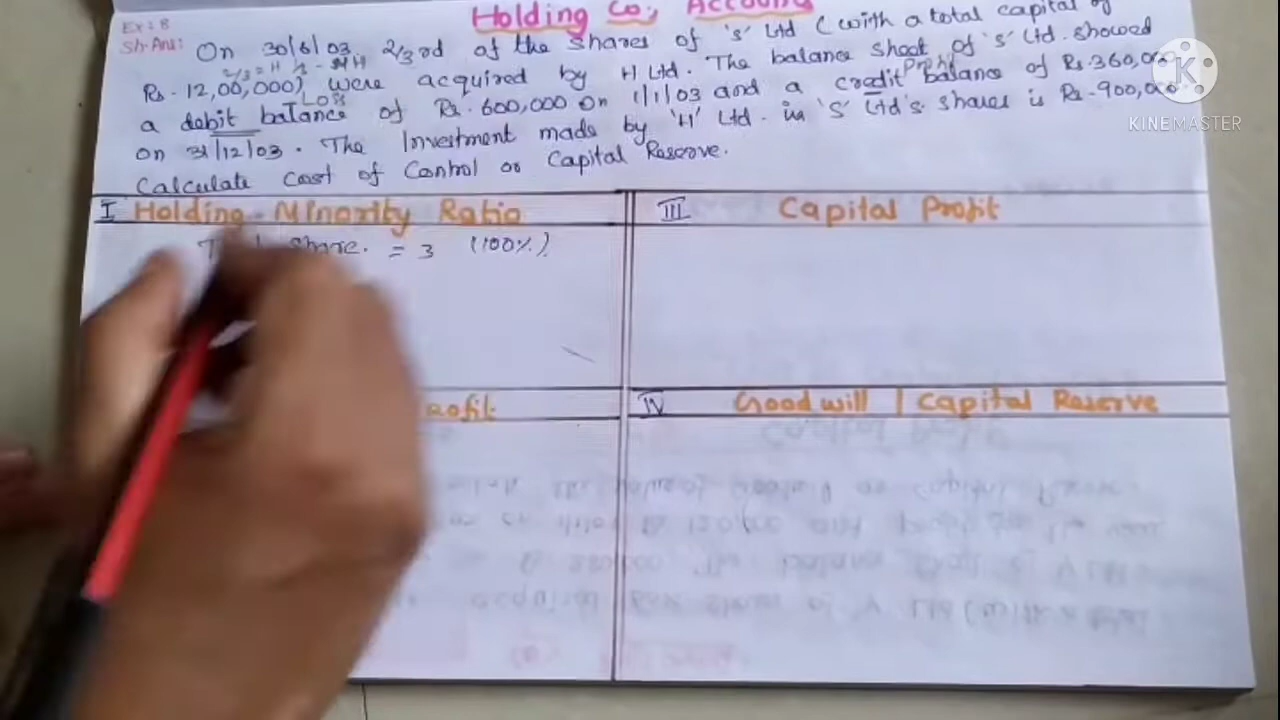 Holding Co., Account
Ex: 8
Sh-Ans:
On 30/6/03 2/3rd of the shares of 's' Ltd (with a total capital of
Rs. 12,00,000) were acquired by H Ltd. The balance sheet of 's' Ltd. showed
Profit
LOSS
a debit balance of Rs. 600,000 on 1/1/03 and a credit balance of Rs. 360,000
on 31/12/03. The Investment made by 'H' Ltd. in 's' Ltd's shares is Rs. 900,000
Calculate cost of Control or Capital Reserve.
I Holding - Minority Ratio
III Capital Profit
share. = 3 (100%)
IV Goodwill / Capital Reserve
KINEMASTER